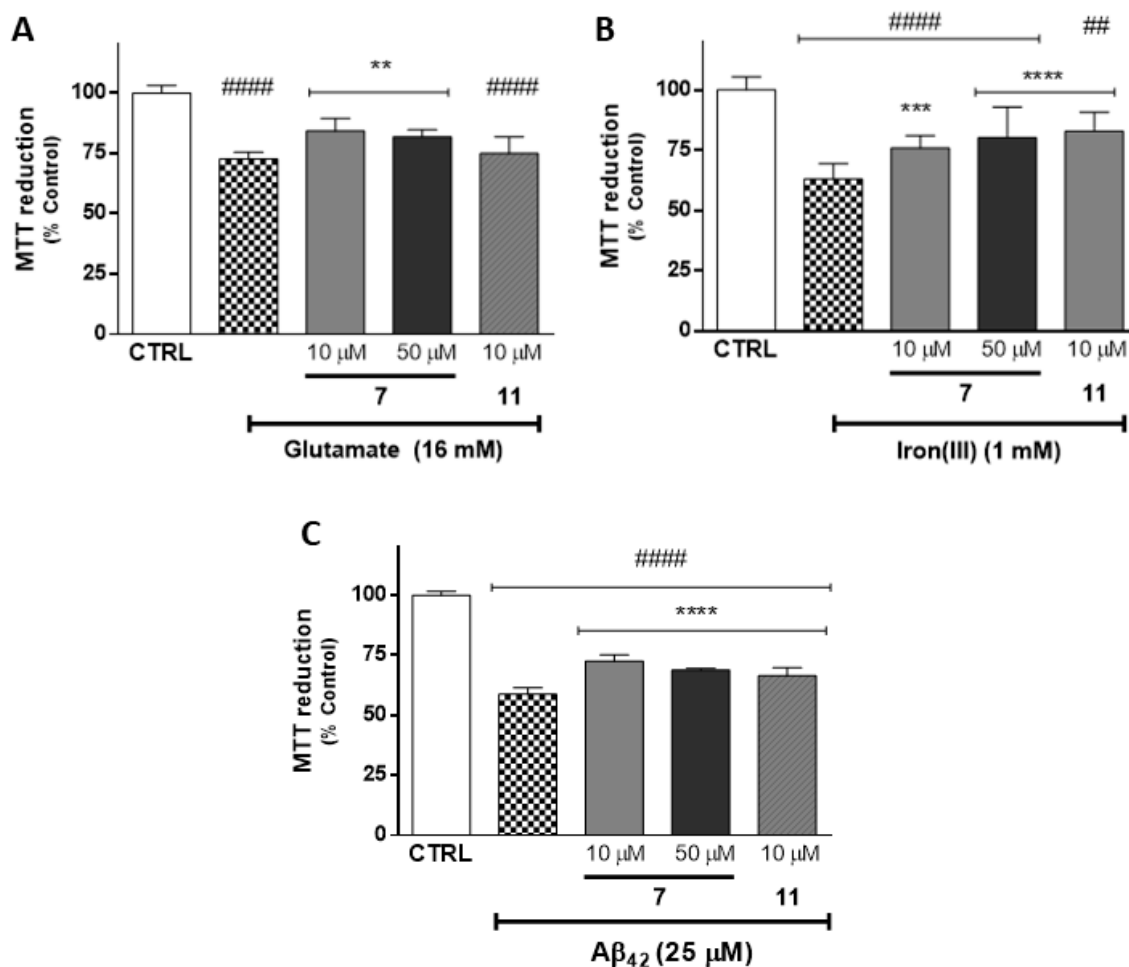 A
MTT reduction
(% Control)
100
75
50
25
0
####
**
####
CTRL
10 μM
50 μM
10 μM
7
11
Glutamate (16 mM)
B
MTT reduction
(% Control)
100
75
50
25
0
####
##
***
****
CTRL
10 μM
50 μM
10 μM
7
11
Iron(III) (1 mM)
C
MTT reduction
(% Control)
100
75
50
25
0
####
****
CTRL
10 μM
50 μM
10 μM
7
11
Aβ₄₂ (25 μM)